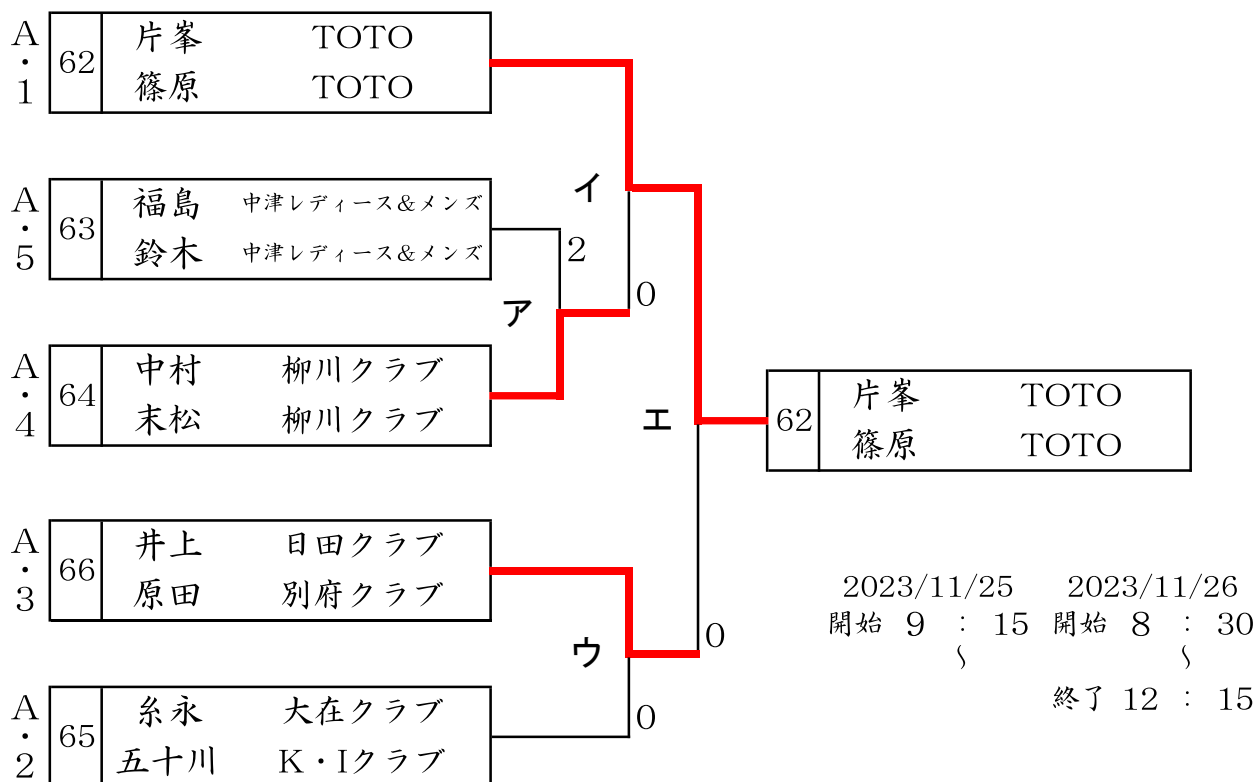 A・1 62 片峯 TOTO
篠原 TOTO
イ
A・5 63 福島 中津レディース&メンズ
鈴木 中津レディース&メンズ
2
0
ア
A・4 64 中村 柳川クラブ
末松 柳川クラブ
エ
62 片峯 TOTO
篠原 TOTO
A・3 66 井上 日田クラブ
原田 別府クラブ
ウ
0
A・2 65 糸永 大在クラブ
五十川 K・Iクラブ
0
2023/11/25 2023/11/26
開始 9 : 15 開始 8 : 30
〜 〜
終了 12 : 15